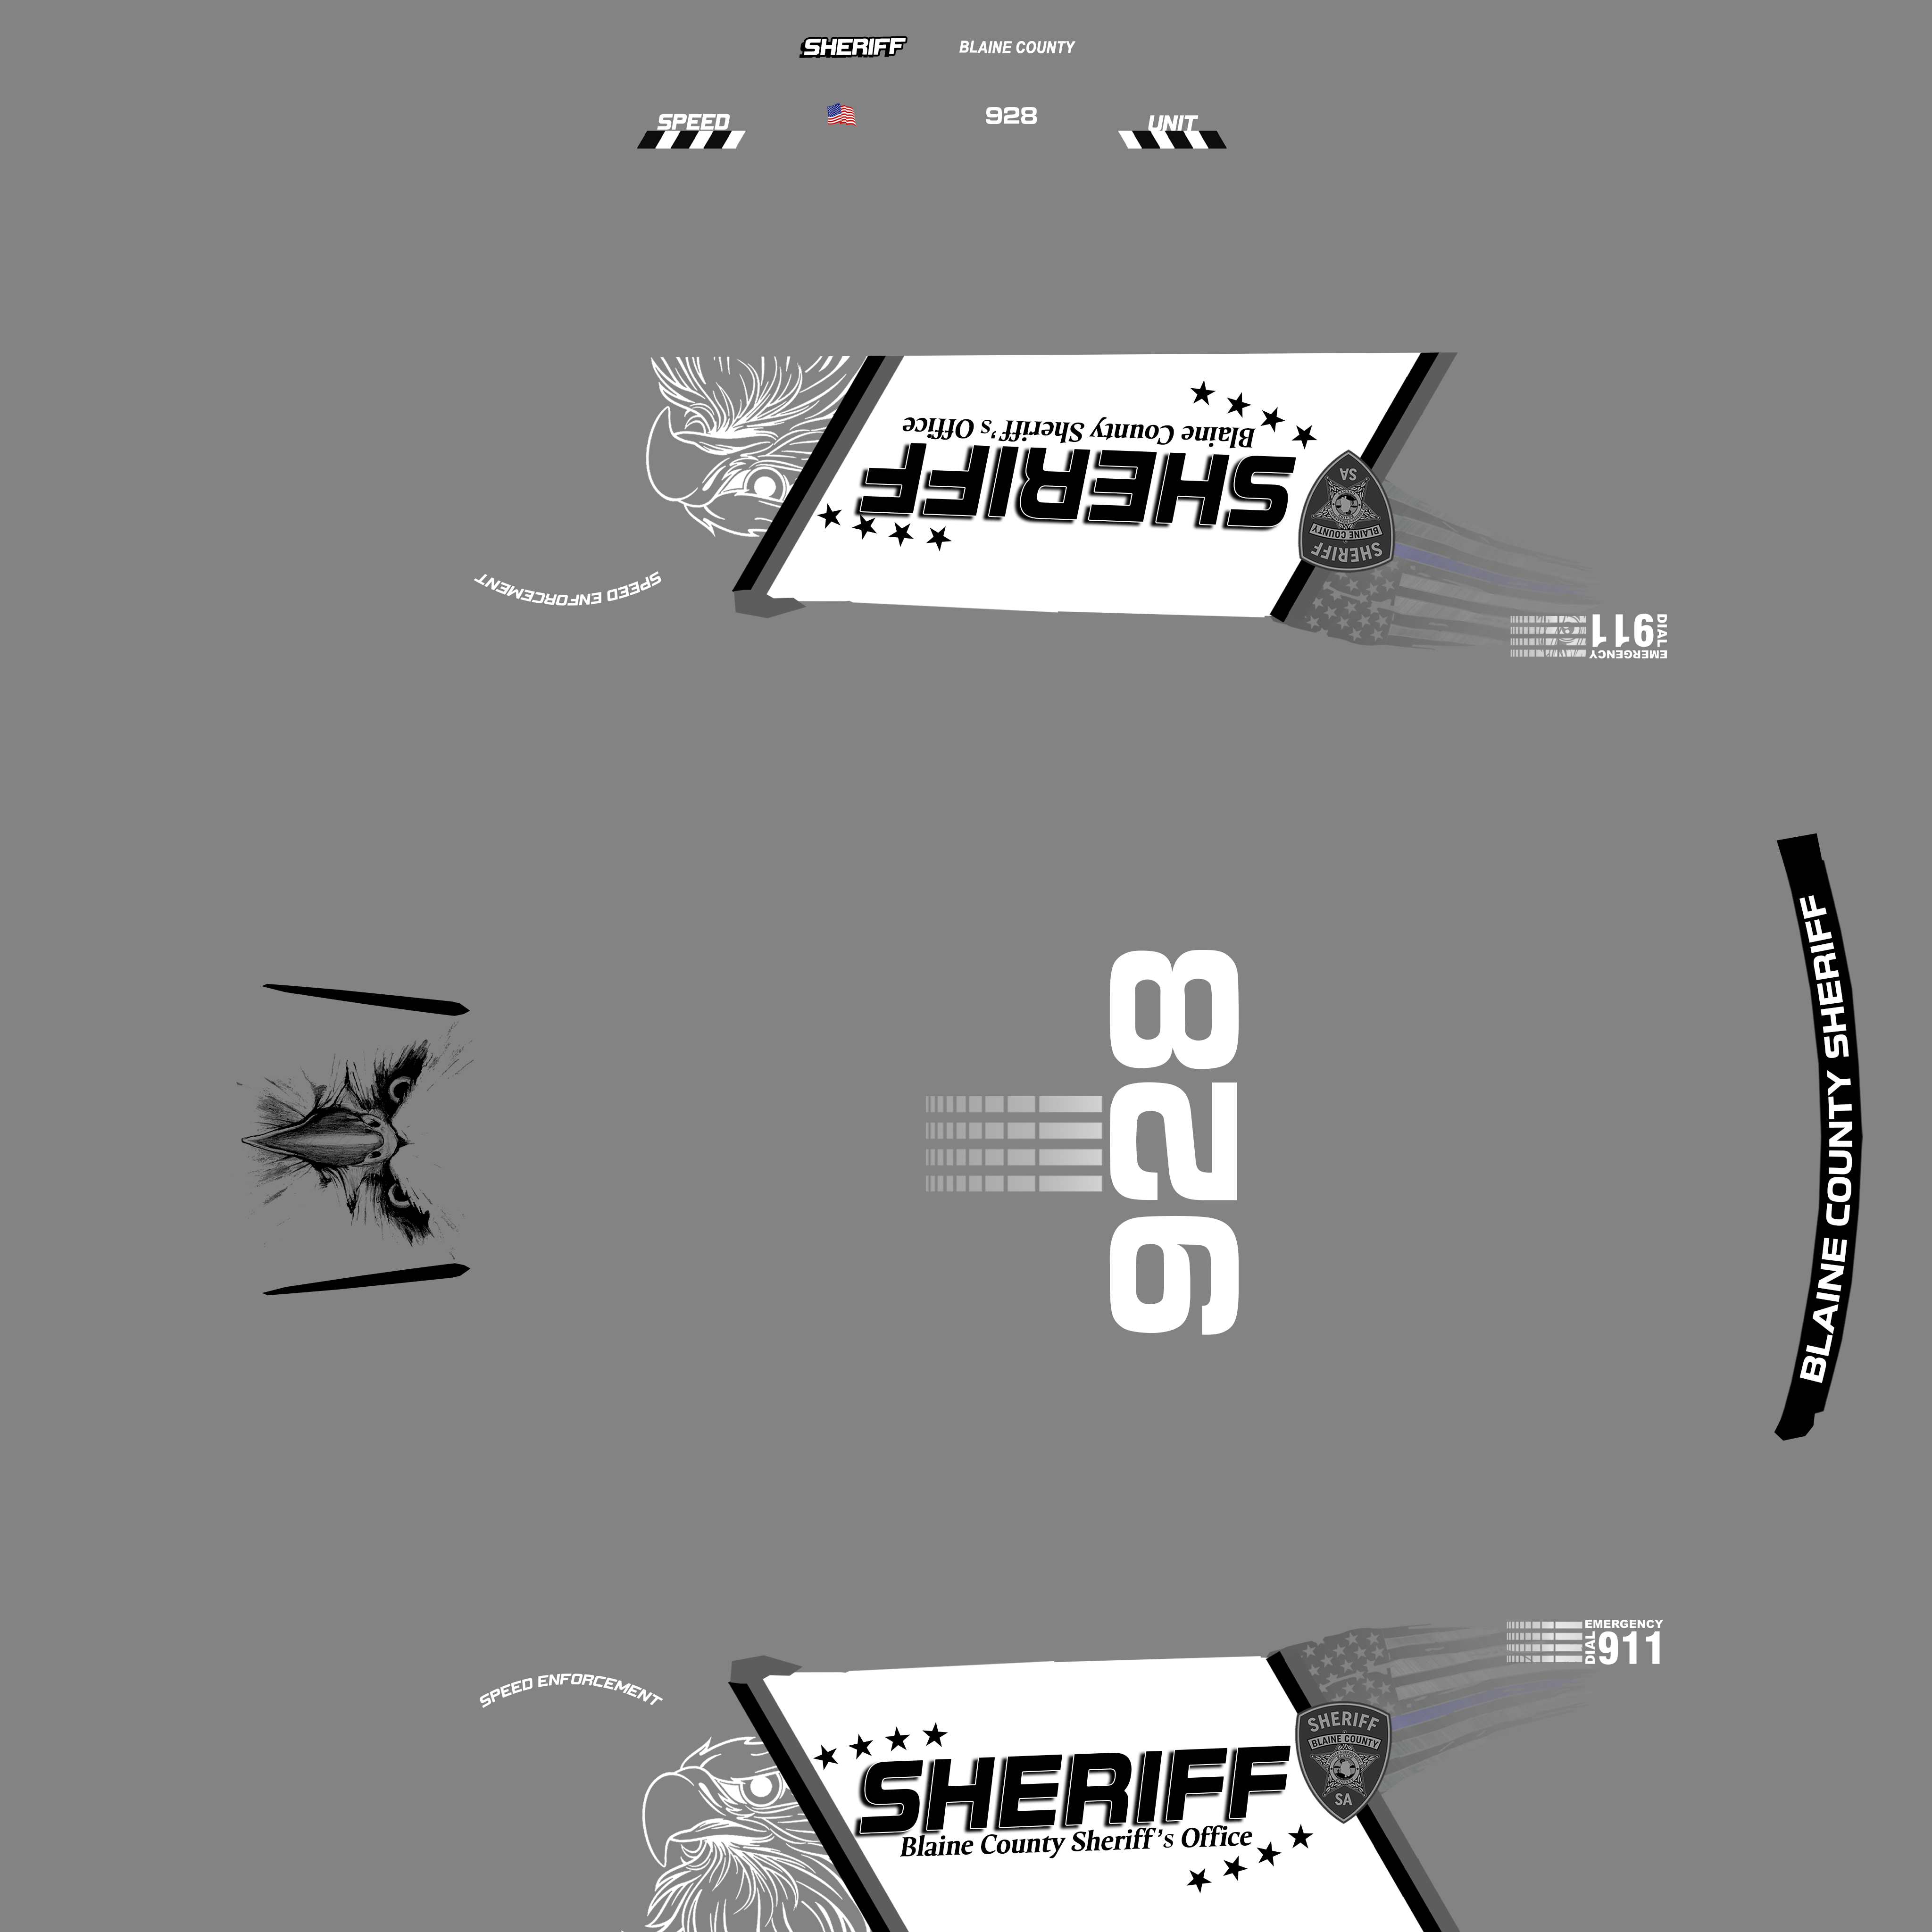 SHERIFF
BLAINE COUNTY
SPEED
928
UNIT
Blaine County Sheriff's Office
SHERIFF
SA
BLAINE COUNTY
SHERIFF
SPEED ENFORCEMENT
DIAL
911
EMERGENCY
928
BLAINE COUNTY SHERIFF
EMERGENCY
DIAL
911
SPEED ENFORCEMENT
SHERIFF
BLAINE COUNTY
SA
SHERIFF
Blaine County Sheriff's Office